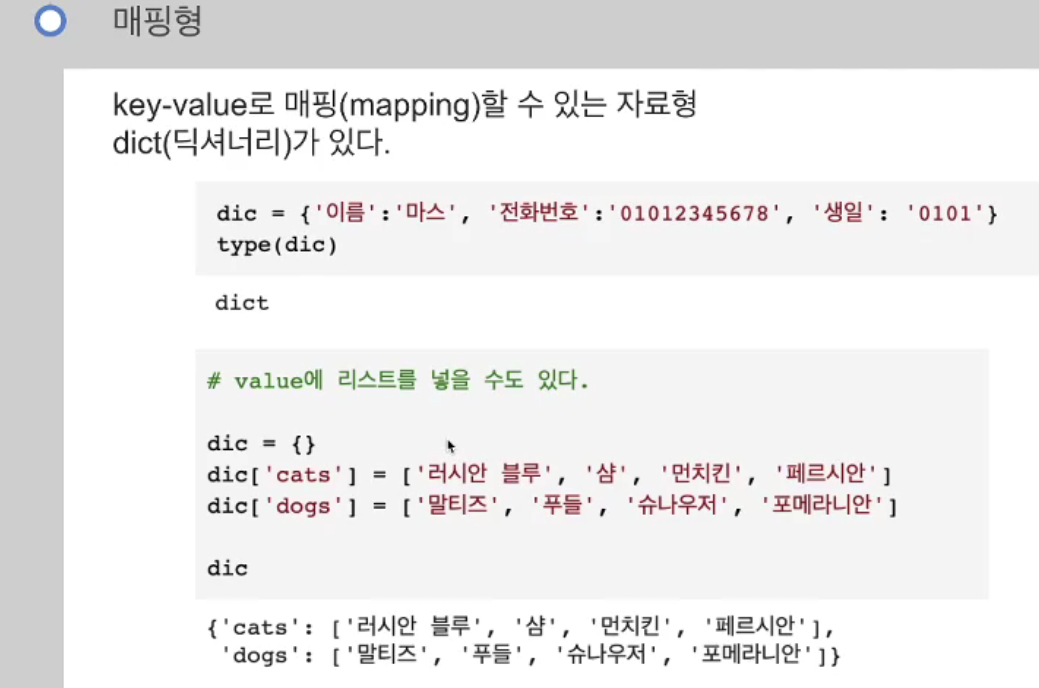 매핑형
key-value로 매핑(mapping)할 수 있는 자료형
dict(딕셔너리)가 있다.
dic = {'이름':'마스', '전화번호':'01012345678', '생일': '0101'}
type(dic)
dict
# value에 리스트를 넣을 수도 있다.
dic = {}
dic['cats'] = ['러시안 블루', '샴', '먼치킨', '페르시안']
dic['dogs'] = ['말티즈', '푸들', '슈나우저', '포메라니안']
dic
{'cats': ['러시안 블루', '샴', '먼치킨', '페르시안'],
'dogs': ['말티즈', '푸들', '슈나우저', '포메라니안']}